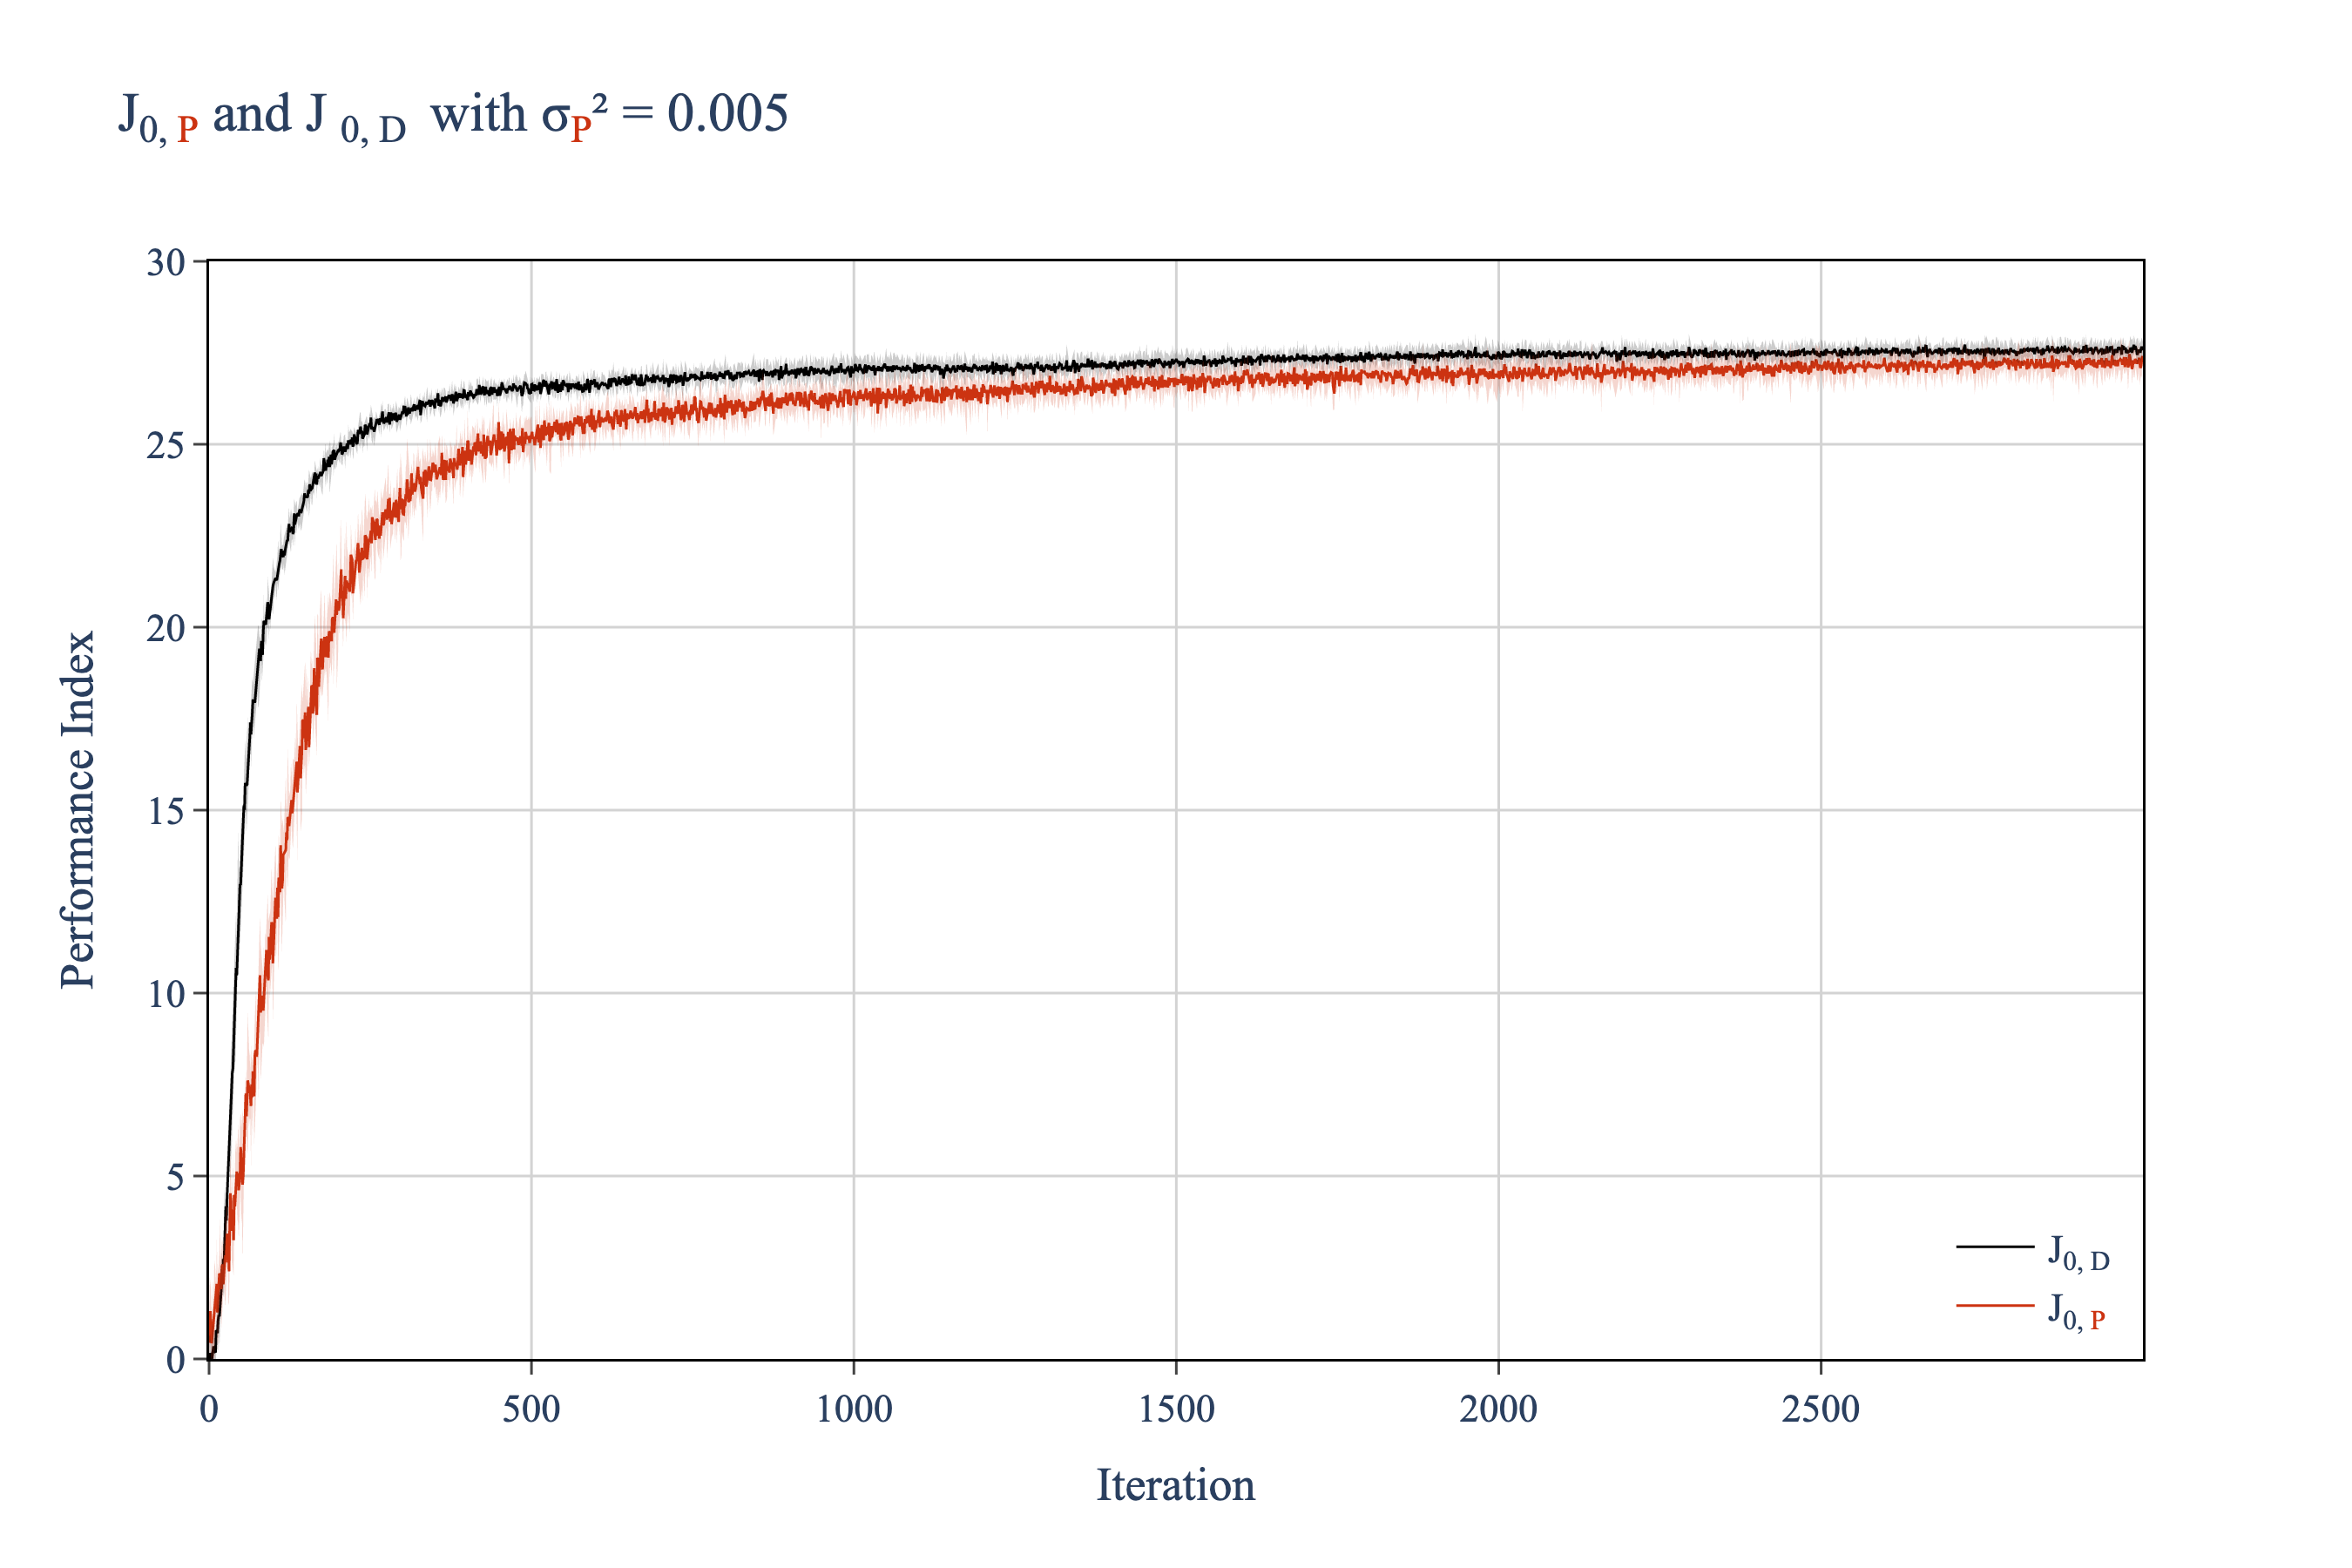 J0, P and J 0, D with σP² = 0.005
30
25
20
15
10
5
0
Performance Index
0 500 1000 1500 2000 2500
Iteration
J0, D
J0, P